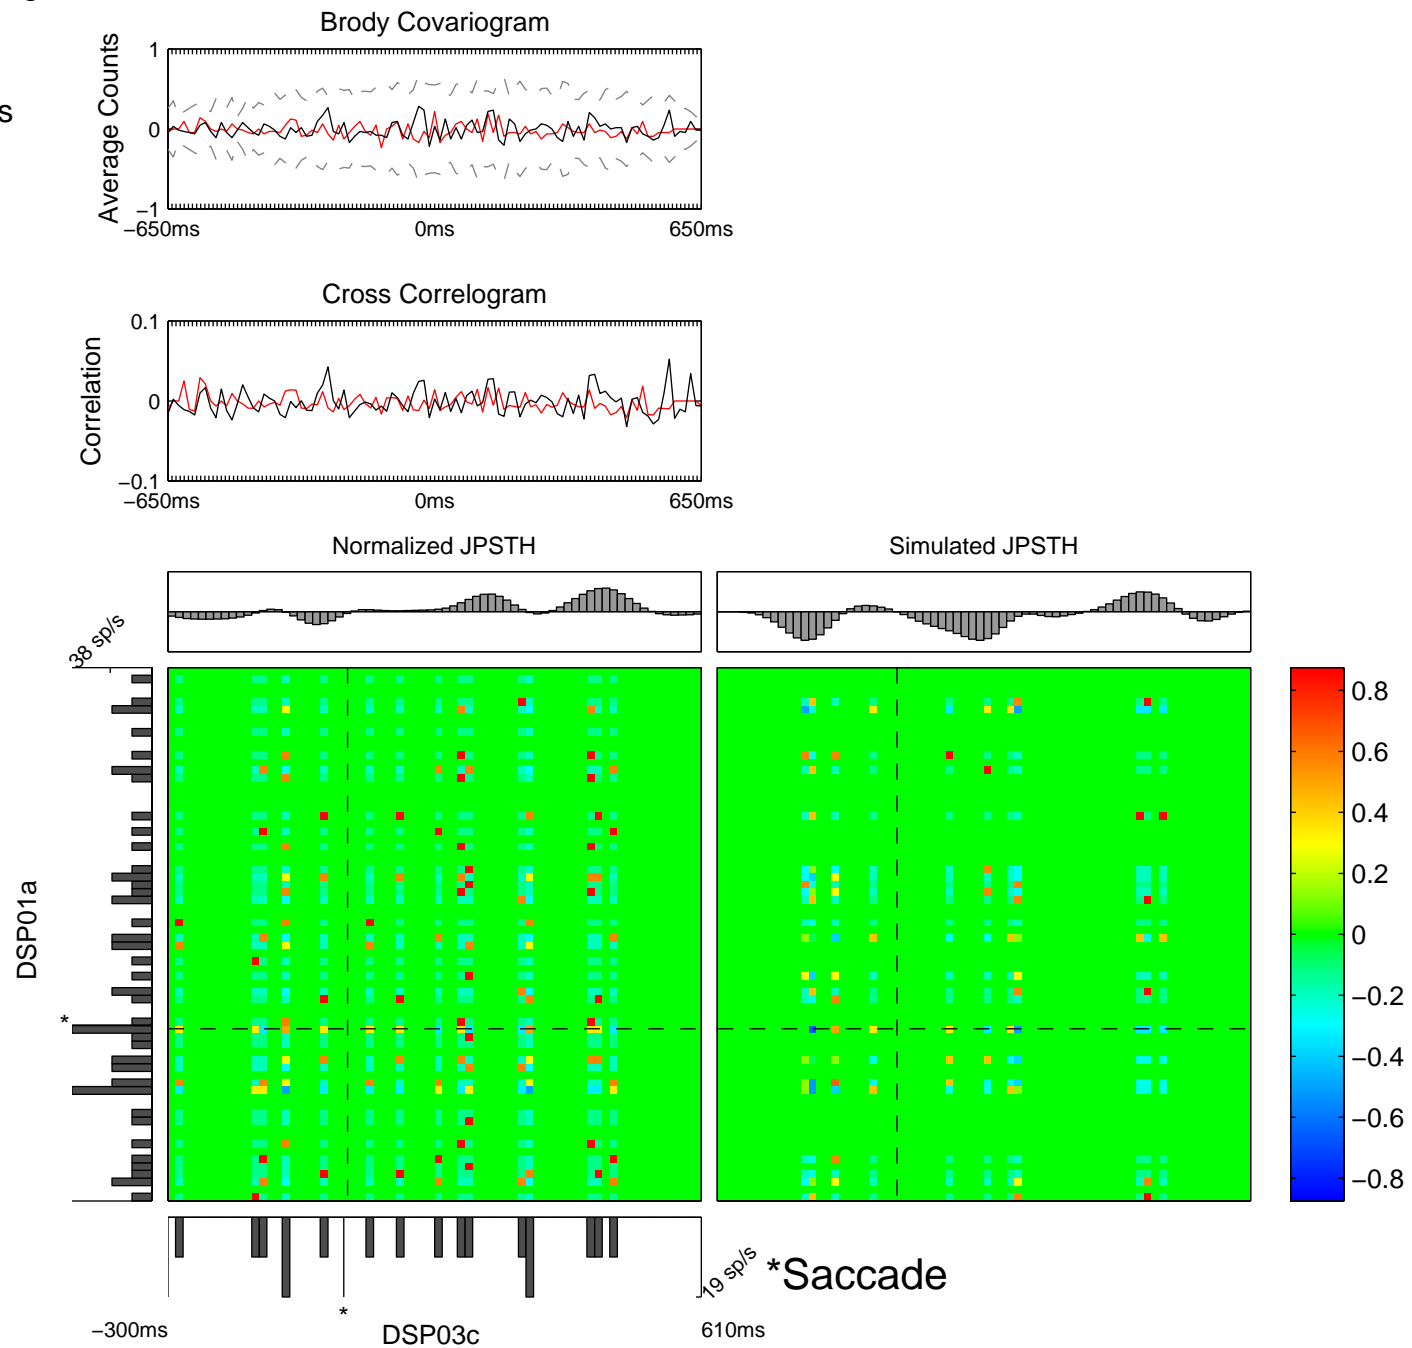 Brody Covariogram
Average Counts
1
0
−1
−650ms 0ms 650ms
s
Cross Correlogram
Correlation
0.1
0
−0.1
−650ms 0ms 650ms
Normalized JPSTH
Simulated JPSTH
38 sp/s
DSP01a
*
0.8
0.6
0.4
0.2
0
−0.2
−0.4
−0.6
−0.8
19 sp/s
*Saccade
*
−300ms
DSP03c
610ms